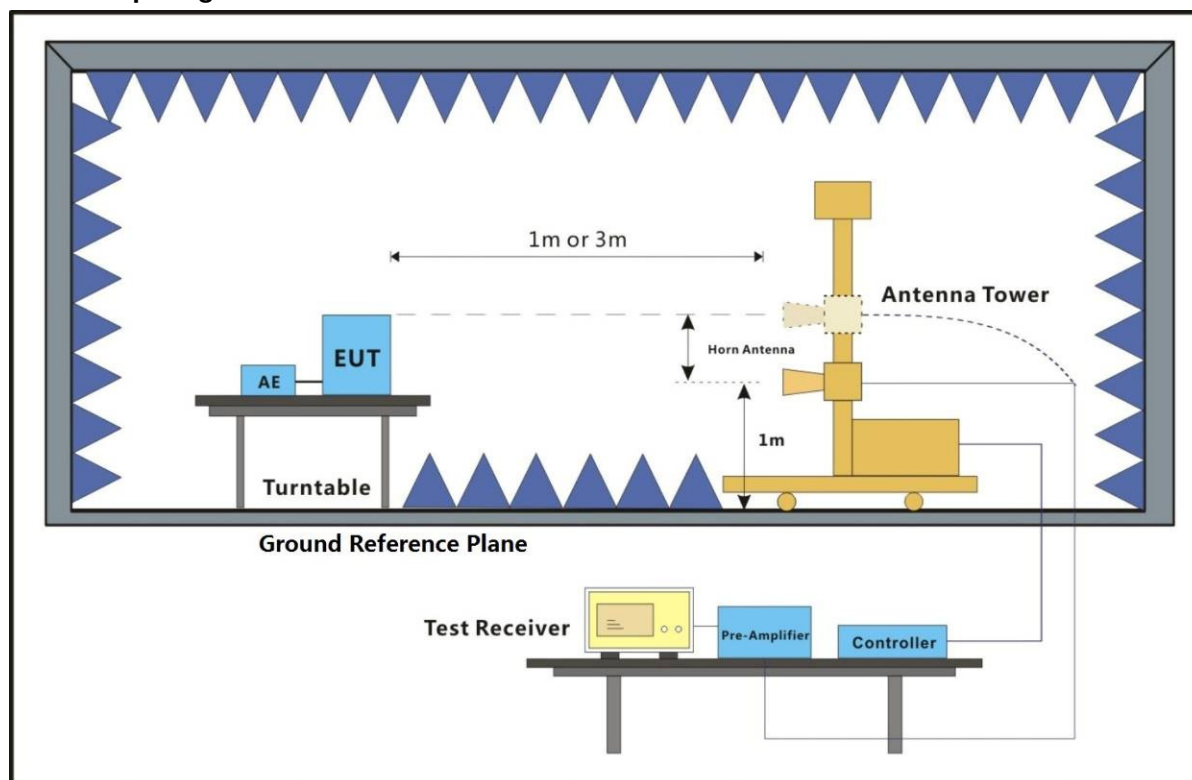 1m or 3m
Antenna Tower
Horn Antenna
EUT
AE
1m
Turntable
Ground Reference Plane
Test Receiver
Pre-Amplifier
Controller